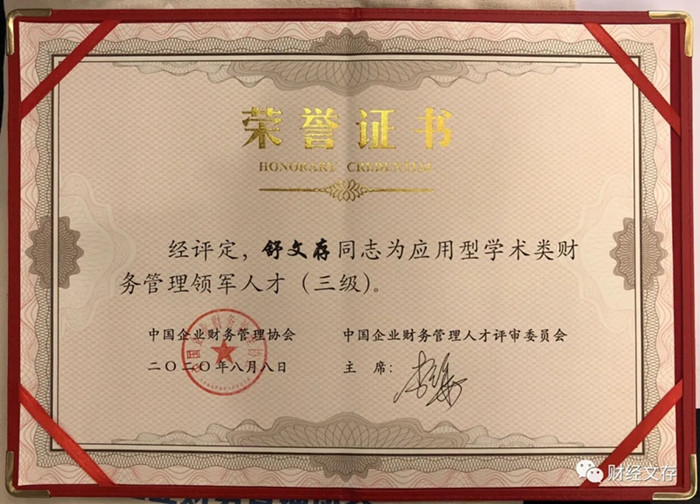 荣誉证书
HONORARY CREDENTIAL
经评定，舒文存同志为应用型学术类财
务管理领军人才（三级）。
中国企业财务管理协会
中国企业财务管理人才评审委员会
二〇二〇年八月八日
主 席：
财经文存